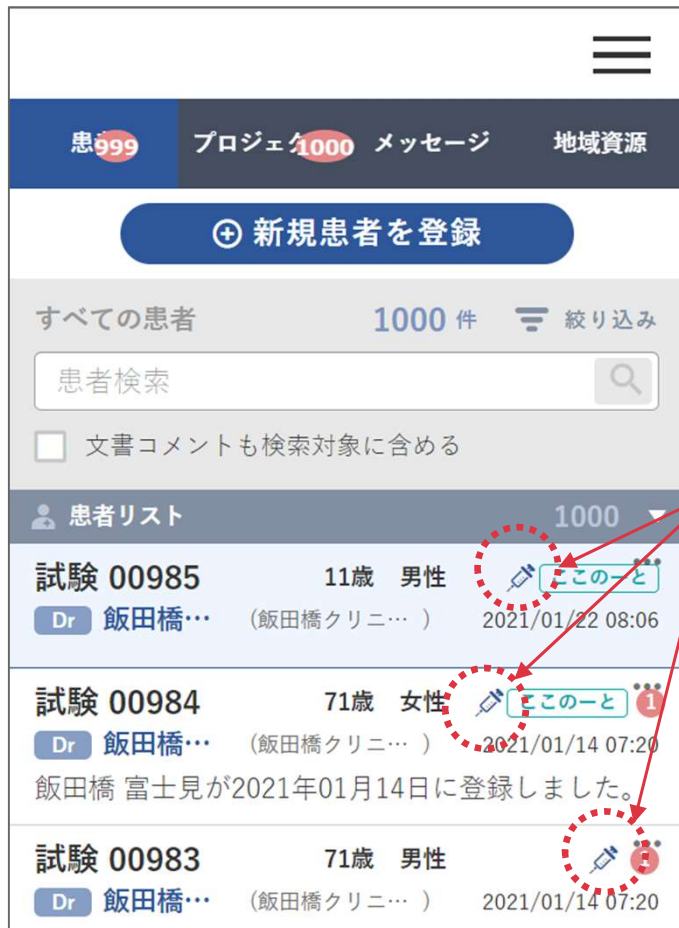 患 999 プロジェク 1000 メッセージ 地域資源
新規患者を登録
すべての患者 1000 件 絞り込み
患者検索
文書コメントも検索対象に含める
患者リスト 1000
試験 00985 11歳 男性 ここのーと
Dr 飯田橋… (飯田橋クリニ… ) 2021/01/22 08:06
試験 00984 71歳 女性 ここのーと 1
Dr 飯田橋… (飯田橋クリニ… ) 2021/01/14 07:20
飯田橋 富士見が2021年01月14日に登録しました。
試験 00983 71歳 男性
Dr 飯田橋… (飯田橋クリニ… ) 2021/01/14 07:20